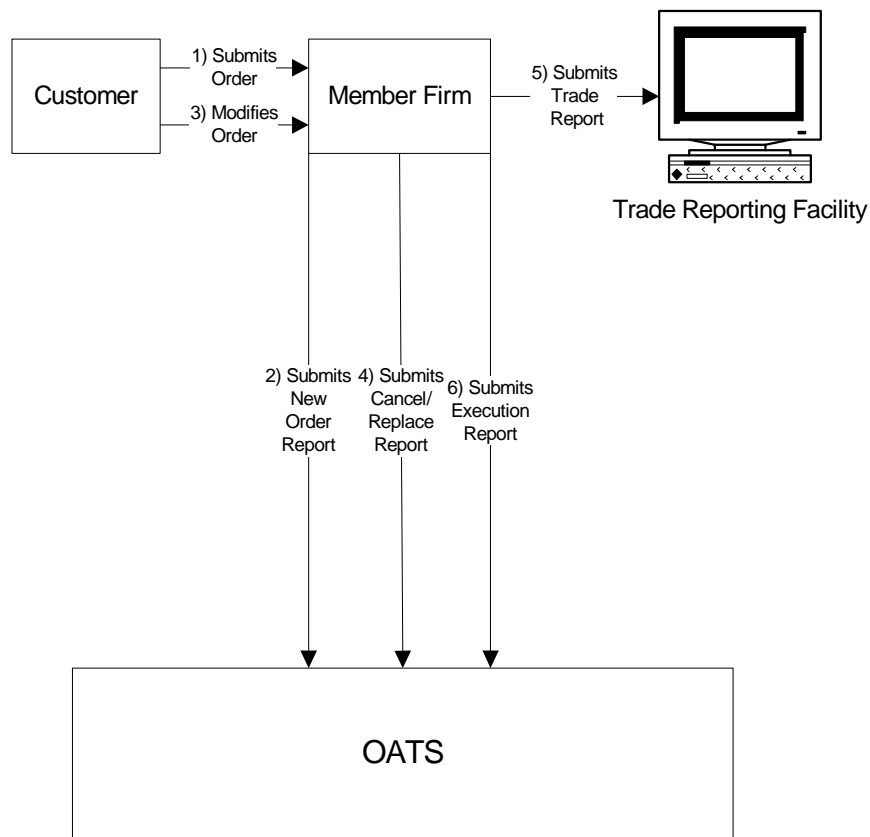 1) Submits
Order
Customer
3) Modifies
Order
Member Firm
5) Submits
Trade
Report
Trade Reporting Facility
2) Submits
New
Order
Report
4) Submits
Cancel/
Replace
Report
6) Submits
Execution
Report
OATS